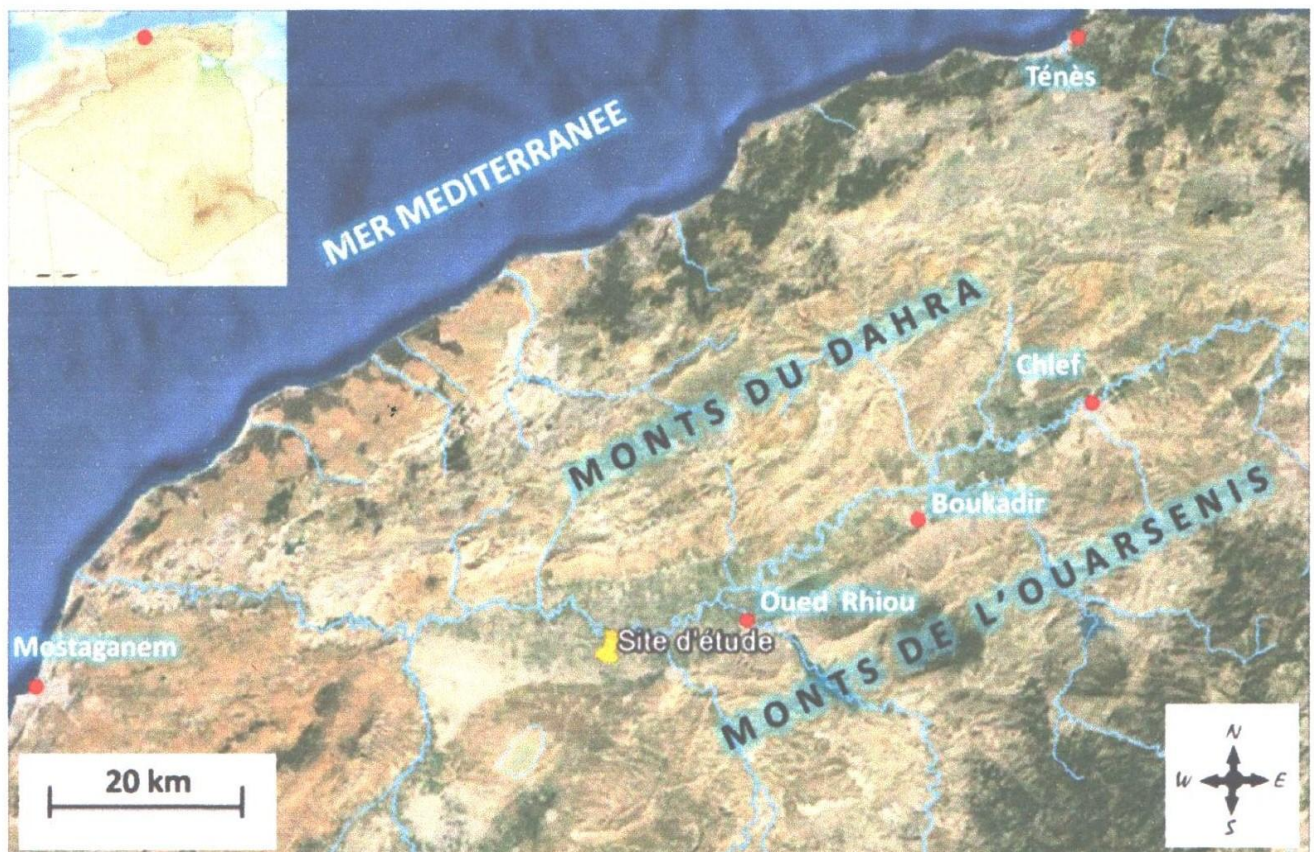 Ténès
MER MEDITERRANEE
MONTS DU DAHRA
Chlef
Boukadir
MONTS DE L'OUARSENIS
Oued Rhiou
Site d'étude
Mostaganem
20 km
N
W E
S